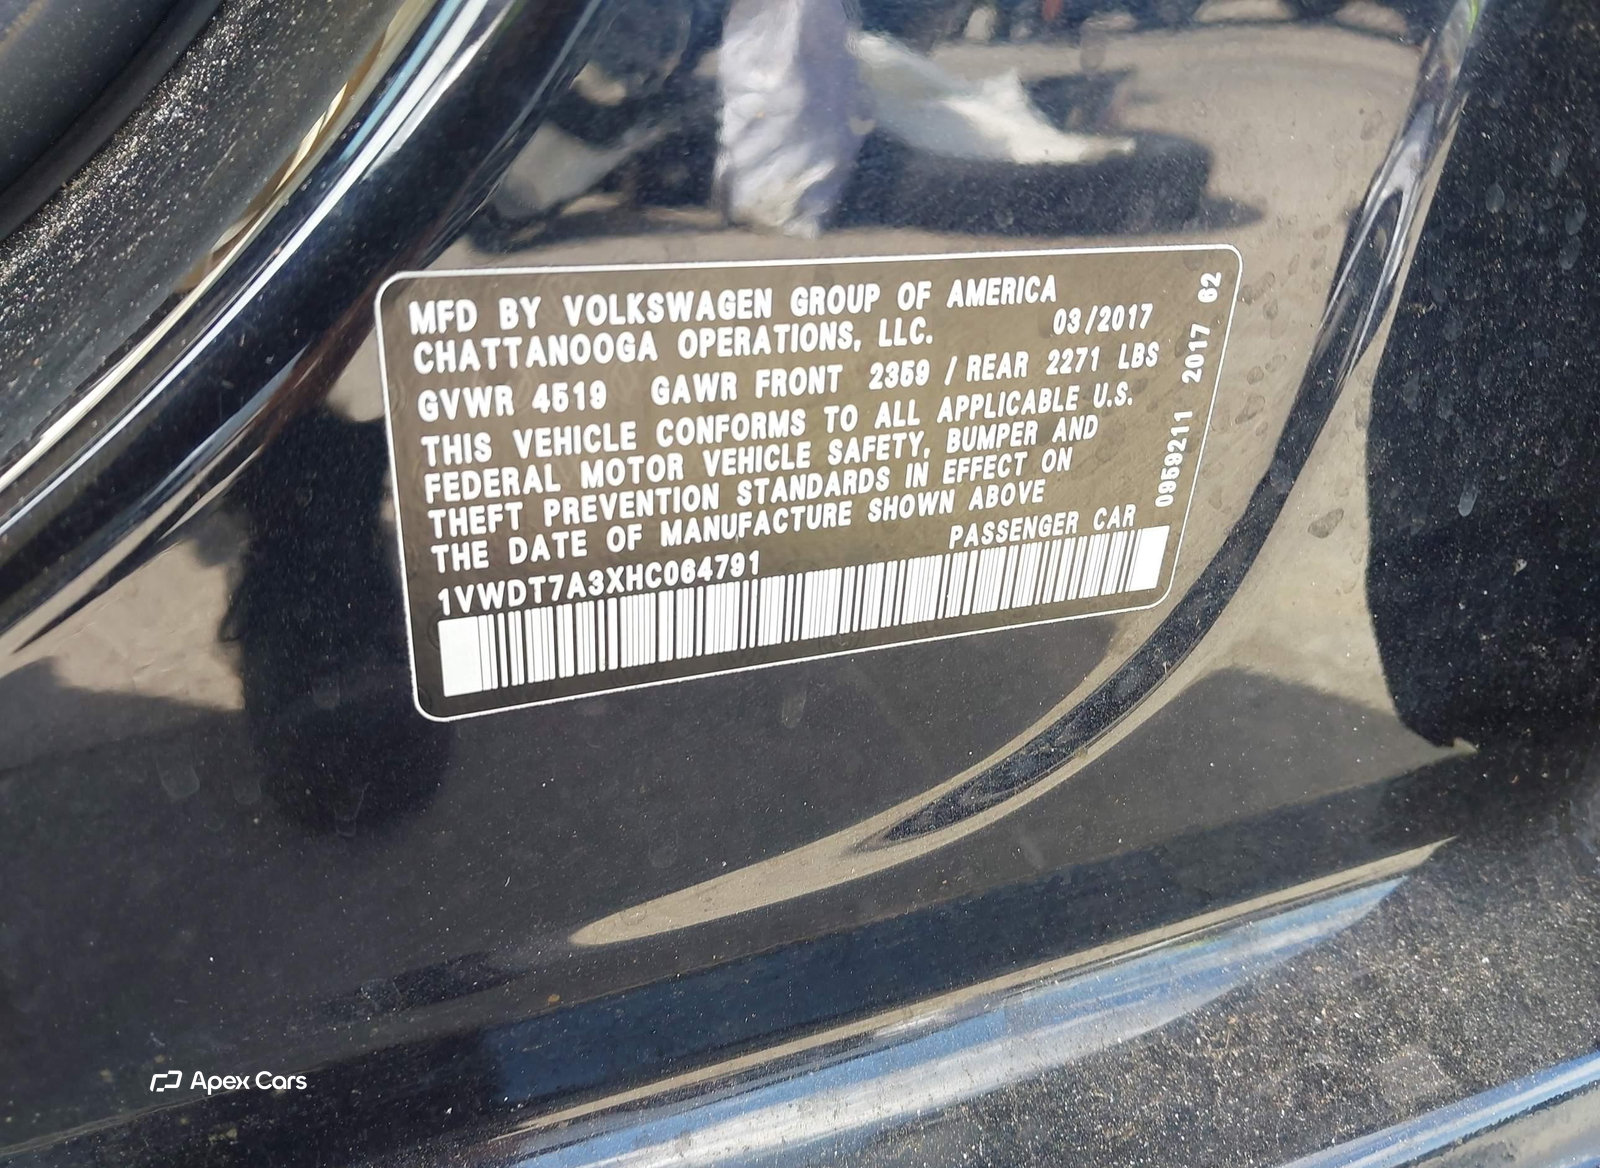 MFD BY VOLKSWAGEN GROUP OF AMERICA
CHATTANOOGA OPERATIONS, LLC. 03/2017
GVWR 4519 GAWR FRONT 2359 / REAR 2271 LBS
THIS VEHICLE CONFORMS TO ALL APPLICABLE U.S.
FEDERAL MOTOR VEHICLE SAFETY, BUMPER AND
THEFT PREVENTION STANDARDS IN EFFECT ON
THE DATE OF MANUFACTURE SHOWN ABOVE
1VWDT7A3XHC064791 PASSENGER CAR
0959211 2017 62
Apex Cars